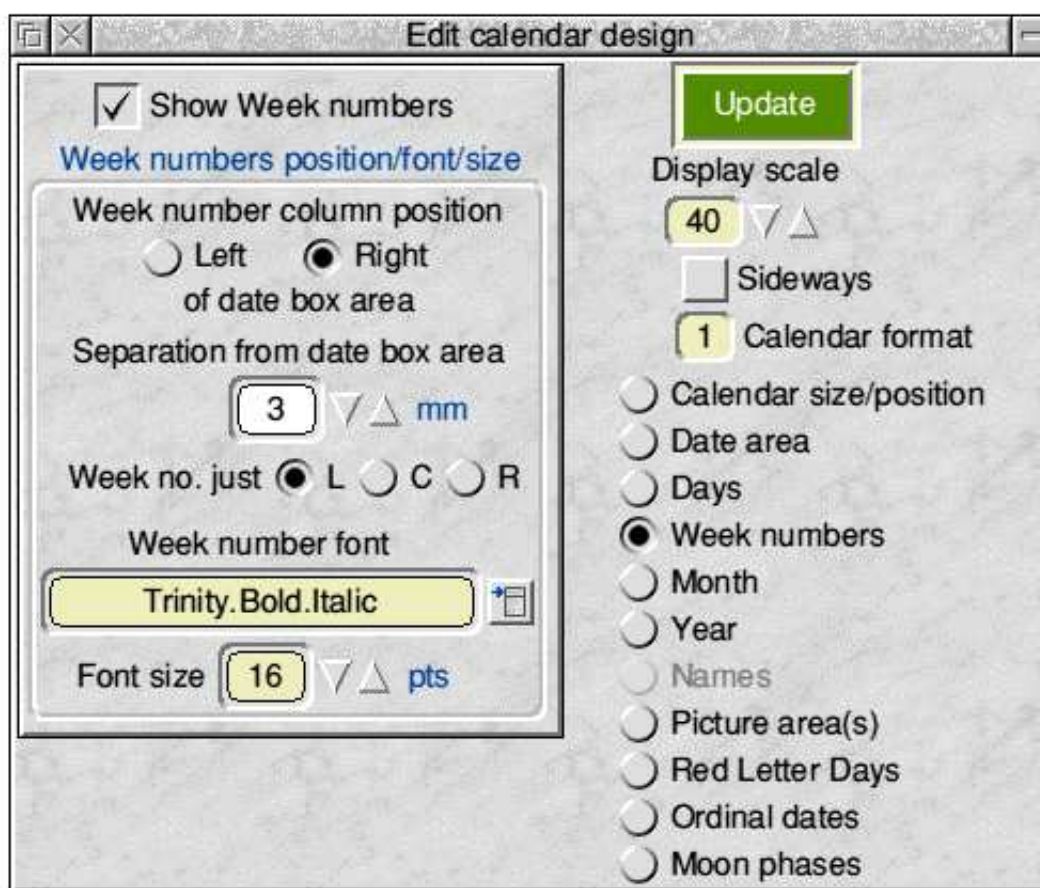 Edit calendar design
Show Week numbers
Week numbers position/font/size
Week number column position
Left Right
of date box area
Separation from date box area
3 mm
Week no. just L C R
Week number font
Trinity.Bold.Italic
Font size 16 pts
Update
Display scale
40
Sideways
1 Calendar format
Calendar size/position
Date area
Days
Week numbers
Month
Year
Names
Picture area(s)
Red Letter Days
Ordinal dates
Moon phases